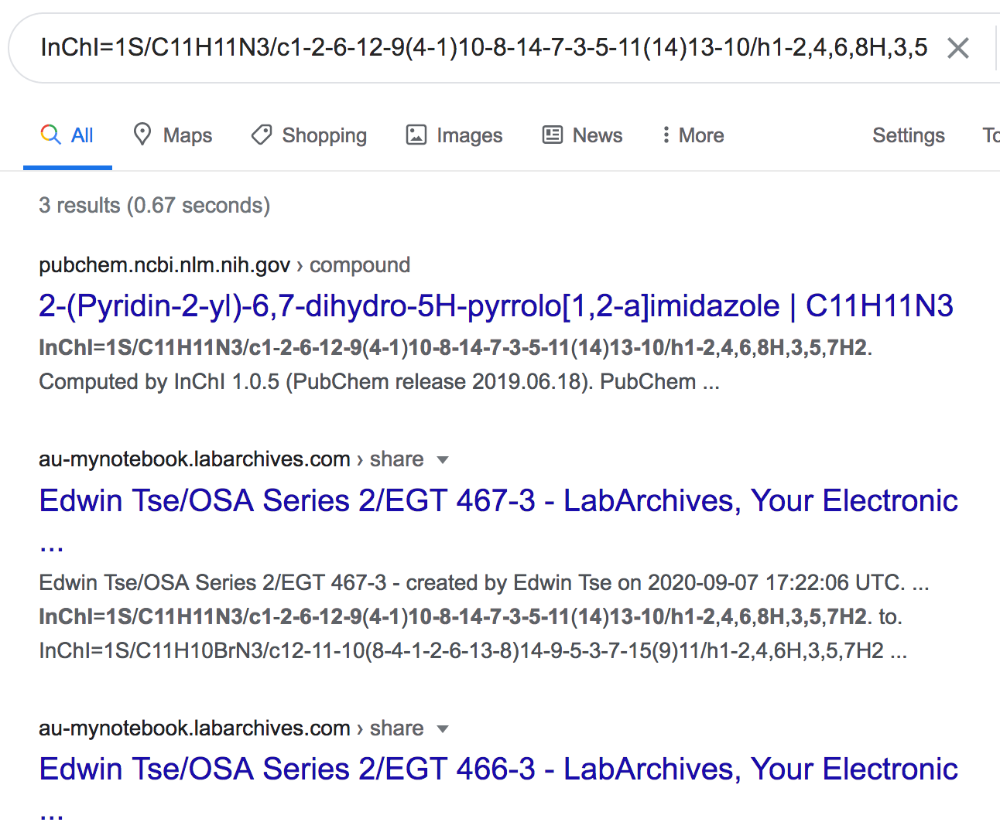 InChI=1S/C11H11N3/c1-2-6-12-9(4-1)10-8-14-7-3-5-11(14)13-10/h1-2,4,6,8H,3,5
All Maps Shopping Images News More Settings To
3 results (0.67 seconds)
pubchem.ncbi.nlm.nih.gov › compound
2-(Pyridin-2-yl)-6,7-dihydro-5H-pyrrolo[1,2-a]imidazole | C11H11N3
InChI=1S/C11H11N3/c1-2-6-12-9(4-1)10-8-14-7-3-5-11(14)13-10/h1-2,4,6,8H,3,5,7H2.
Computed by InChI 1.0.5 (PubChem release 2019.06.18). PubChem ...
au-mynotebook.labarchives.com › share
Edwin Tse/OSA Series 2/EGT 467-3 - LabArchives, Your Electronic
...
Edwin Tse/OSA Series 2/EGT 467-3 - created by Edwin Tse on 2020-09-07 17:22:06 UTC. ...
InChI=1S/C11H11N3/c1-2-6-12-9(4-1)10-8-14-7-3-5-11(14)13-10/h1-2,4,6,8H,3,5,7H2. to.
InChI=1S/C11H10BrN3/c12-11-10(8-4-1-2-6-13-8)14-9-5-3-7-15(9)11/h1-2,4,6H,3,5,7H2 ...
au-mynotebook.labarchives.com › share
Edwin Tse/OSA Series 2/EGT 466-3 - LabArchives, Your Electronic
...